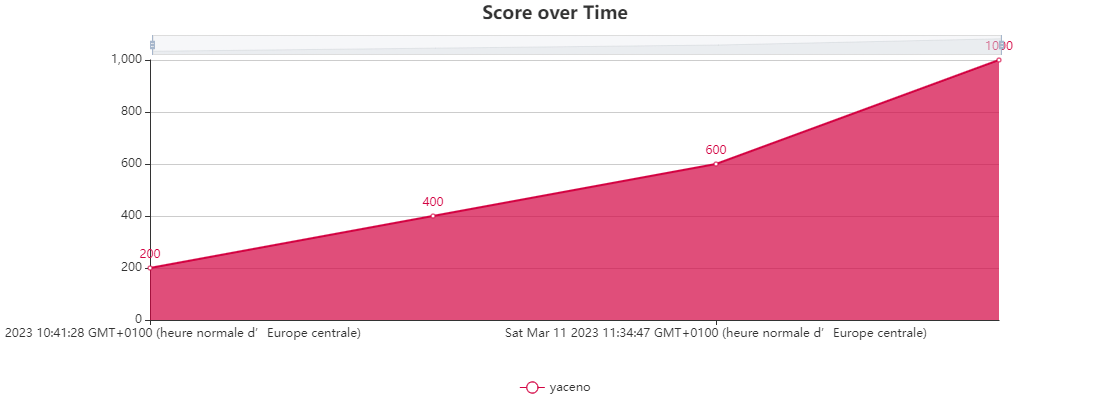 Score over Time
1000
1,000
800
600
600
400
400
200
200
0
2023 10:41:28 GMT+0100 (heure normale d’Europe centrale)
Sat Mar 11 2023 11:34:47 GMT+0100 (heure normale d’Europe centrale)
yaceno